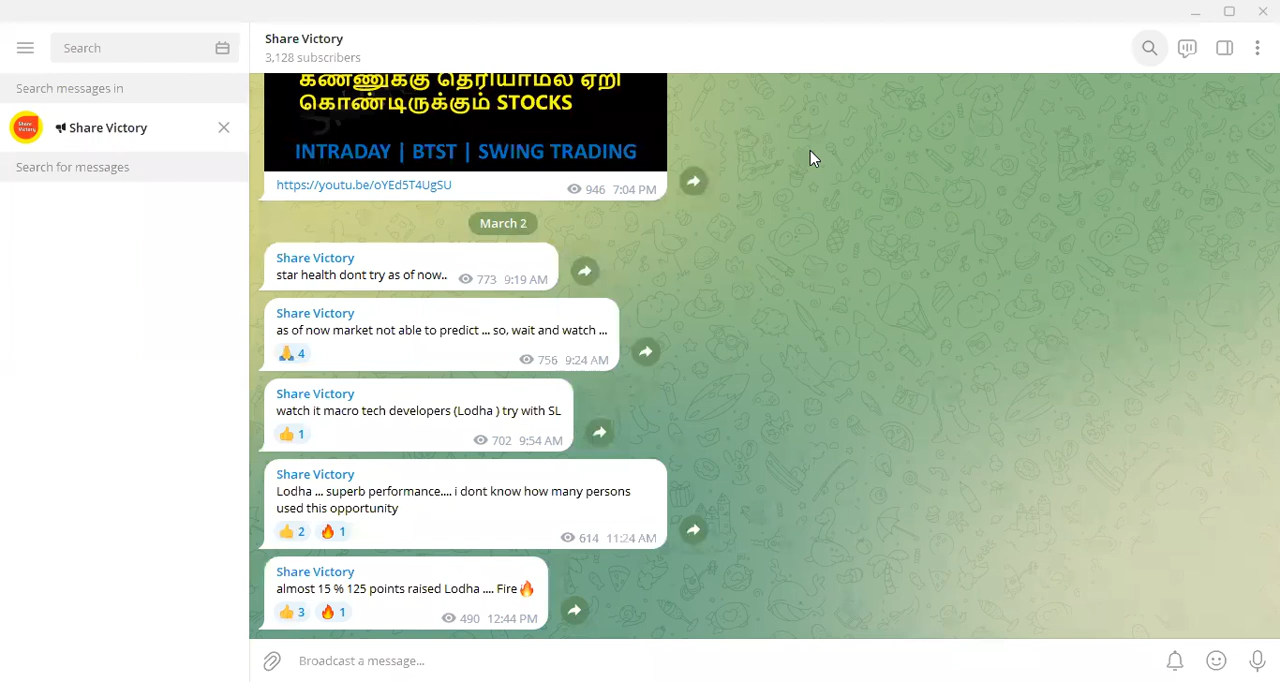 Search
Share Victory
3,128 subscribers
Search messages in
Share Victory
Search for messages
கண்ணுக்கு தெரியாமல் ஏறி
கொண்டிருக்கும் STOCKS
INTRADAY | BTST | SWING TRADING
https://youtu.be/oYEd5T4UgSU
946 7:04 PM
March 2
Share Victory
star health dont try as of now..
773 9:19 AM
Share Victory
as of now market not able to predict ... so, wait and watch ...
4
756 9:24 AM
Share Victory
watch it macro tech developers (Lodha ) try with SL
1
702 9:54 AM
Share Victory
Lodha ... superb performance.... i dont know how many persons
used this opportunity
2 1
614 11:24 AM
Share Victory
almost 15 % 125 points raised Lodha .... Fire🔥
3 1
490 12:44 PM
Broadcast a message...